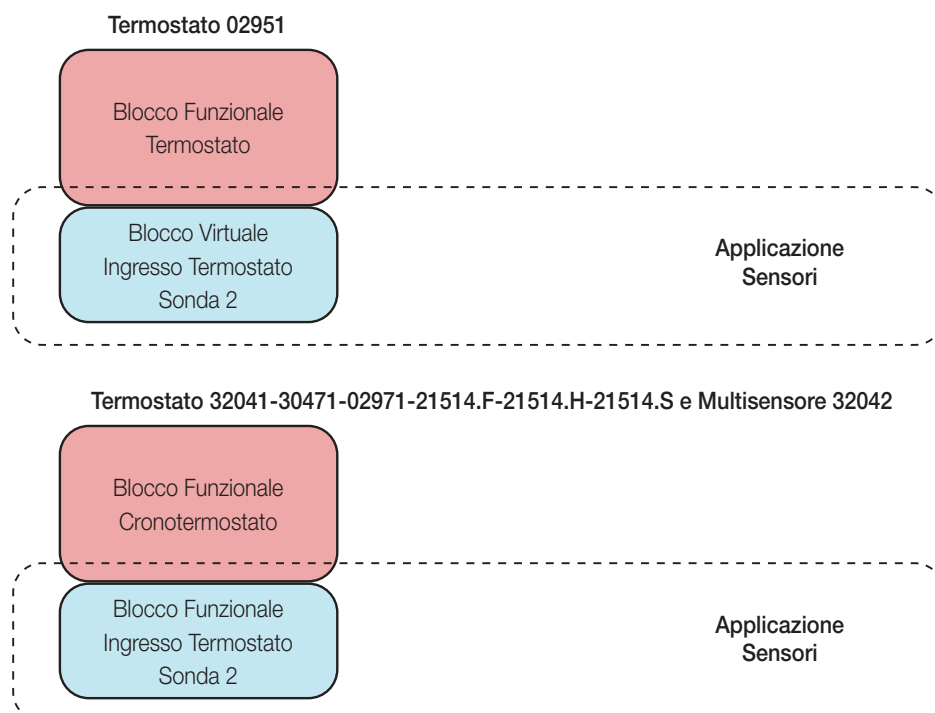 Termostato 02951
Blocco Funzionale
Termostato
Blocco Virtuale
Ingresso Termostato
Sonda 2
Applicazione
Sensori
Termostato 32041-30471-02971-21514.F-21514.H-21514.S e Multisensore 32042
Blocco Funzionale
Cronotermostato
Blocco Funzionale
Ingresso Termostato
Sonda 2
Applicazione
Sensori